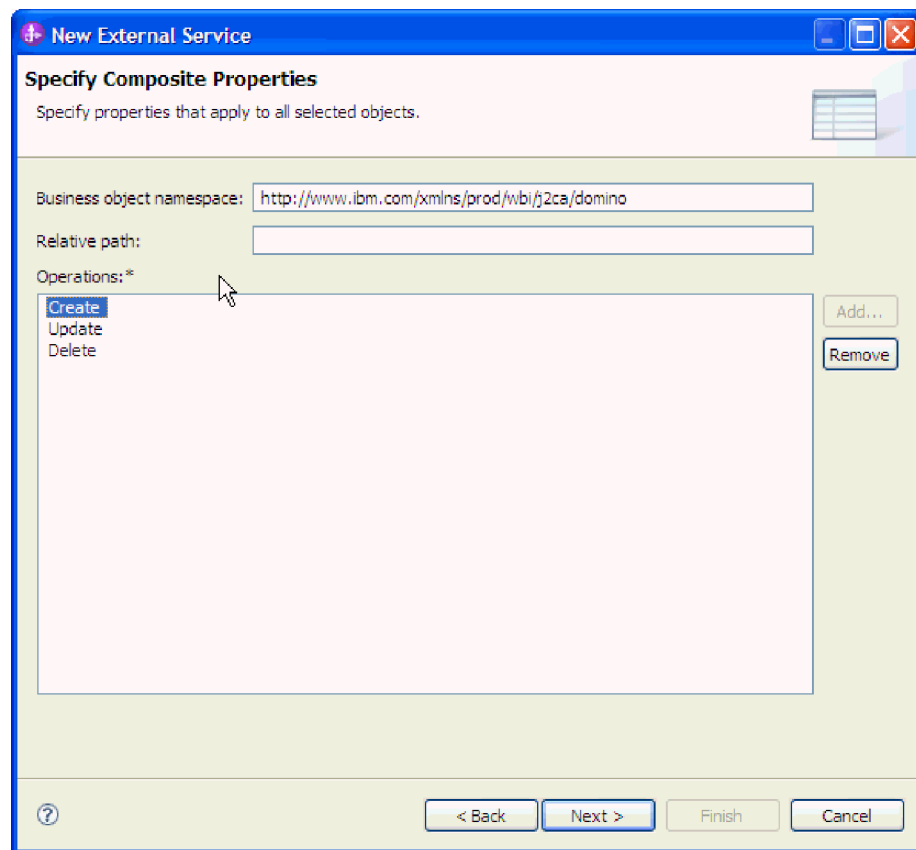 New External Service
Specify Composite Properties
Specify properties that apply to all selected objects.
Business object namespace: http://www.ibm.com/xmlns/prod/wbi/j2ca/domino
Relative path:
Operations:*
Create
Update
Delete
Add...
Remove
?
< Back Next > Finish Cancel